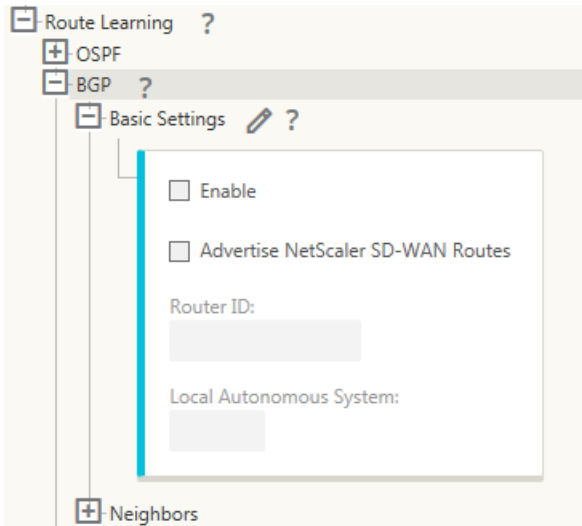 Route Learning ?
OSPF
BGP ?
Basic Settings ?
Enable
Advertise NetScaler SD-WAN Routes
Router ID:
Local Autonomous System:
Neighbors